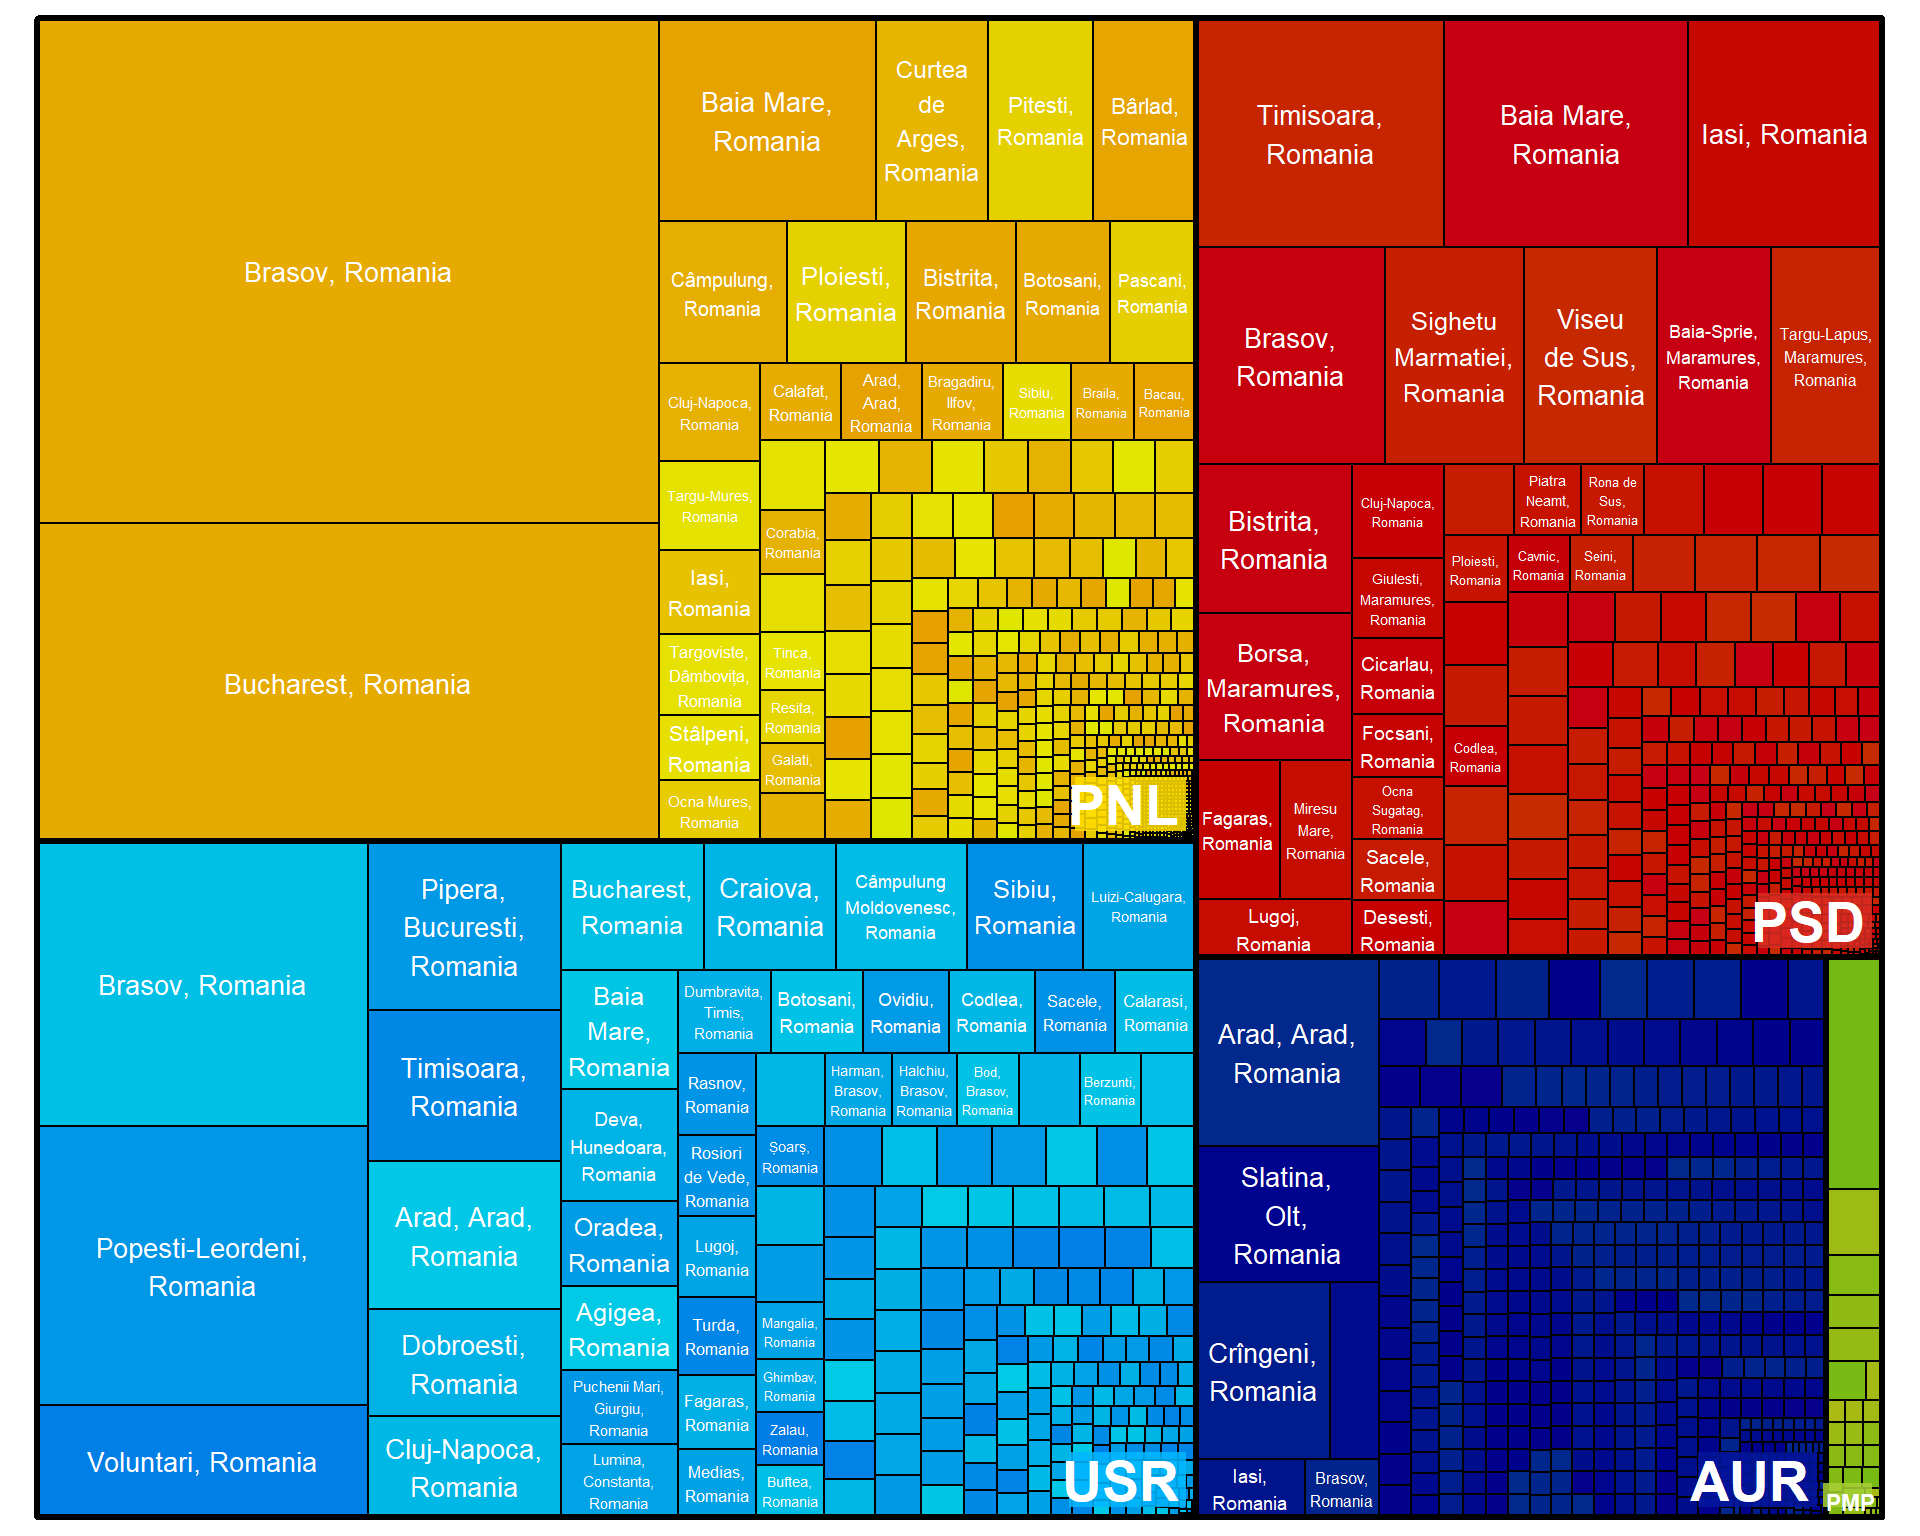 Brasov, Romania
Bucharest, Romania
Baia Mare,
Romania
Curtea
de
Arges,
Romania
Pitesti,
Romania
Bârlad,
Romania
Câmpulung,
Romania
Ploiesti,
Romania
Bistrita,
Romania
Botosani,
Romania
Pascani,
Romania
Cluj-Napoca,
Romania
Calafat,
Romania
Arad,
Arad,
Romania
Bragadiru,
Ilfov,
Romania
Sibiu,
Romania
Braila,
Romania
Bacau,
Romania
Targu-Mures,
Romania
Corabia,
Romania
Iasi,
Romania
Targoviste,
Dâmbovița,
Romania
Tinca,
Romania
Stâlpeni,
Romania
Resita,
Romania
Galati,
Romania
Ocna Mures,
Romania
PNL
Timisoara,
Romania
Baia Mare,
Romania
Iasi, Romania
Brasov,
Romania
Sighetu
Marmatiei,
Romania
Viseu
de Sus,
Romania
Baia-Sprie,
Maramures,
Romania
Targu-Lapus,
Maramures,
Romania
Bistrita,
Romania
Cluj-Napoca,
Romania
Piatra
Neamt,
Romania
Rona de
Sus,
Romania
Giulesti,
Maramures,
Romania
Ploiesti,
Romania
Cavnic,
Romania
Seini,
Romania
Borsa,
Maramures,
Romania
Cicarlau,
Romania
Focsani,
Romania
Codlea,
Romania
Fagaras,
Romania
Miresu
Mare,
Romania
Ocna
Sugatag,
Romania
Sacele,
Romania
Lugoj,
Romania
Desesti,
Romania
PSD
Brasov, Romania
Popesti-Leordeni,
Romania
Voluntari, Romania
Pipera,
Bucuresti,
Romania
Timisoara,
Romania
Arad, Arad,
Romania
Dobroesti,
Romania
Cluj-Napoca,
Romania
Bucharest,
Romania
Craiova,
Romania
Câmpulung
Moldovenesc,
Romania
Sibiu,
Romania
Luizi-Calugara,
Romania
Baia
Mare,
Romania
Dumbravita,
Timis,
Romania
Botosani,
Romania
Ovidiu,
Romania
Codlea,
Romania
Sacele,
Romania
Calarasi,
Romania
Deva,
Hunedoara,
Romania
Rasnov,
Romania
Harman,
Brasov,
Romania
Halchiu,
Brasov,
Romania
Bod,
Brasov,
Romania
Berzunti,
Romania
Rosiori
de Vede,
Romania
Șoarș,
Romania
Oradea,
Romania
Lugoj,
Romania
Agigea,
Romania
Turda,
Romania
Mangalia,
Romania
Puchenii Mari,
Giurgiu,
Romania
Fagaras,
Romania
Ghimbav,
Romania
Zalau,
Romania
Lumina,
Constanta,
Romania
Medias,
Romania
Buftea,
Romania
USR
Arad, Arad,
Romania
Slatina,
Olt,
Romania
Crîngeni,
Romania
Iasi,
Romania
Brasov,
Romania
AUR
PMP